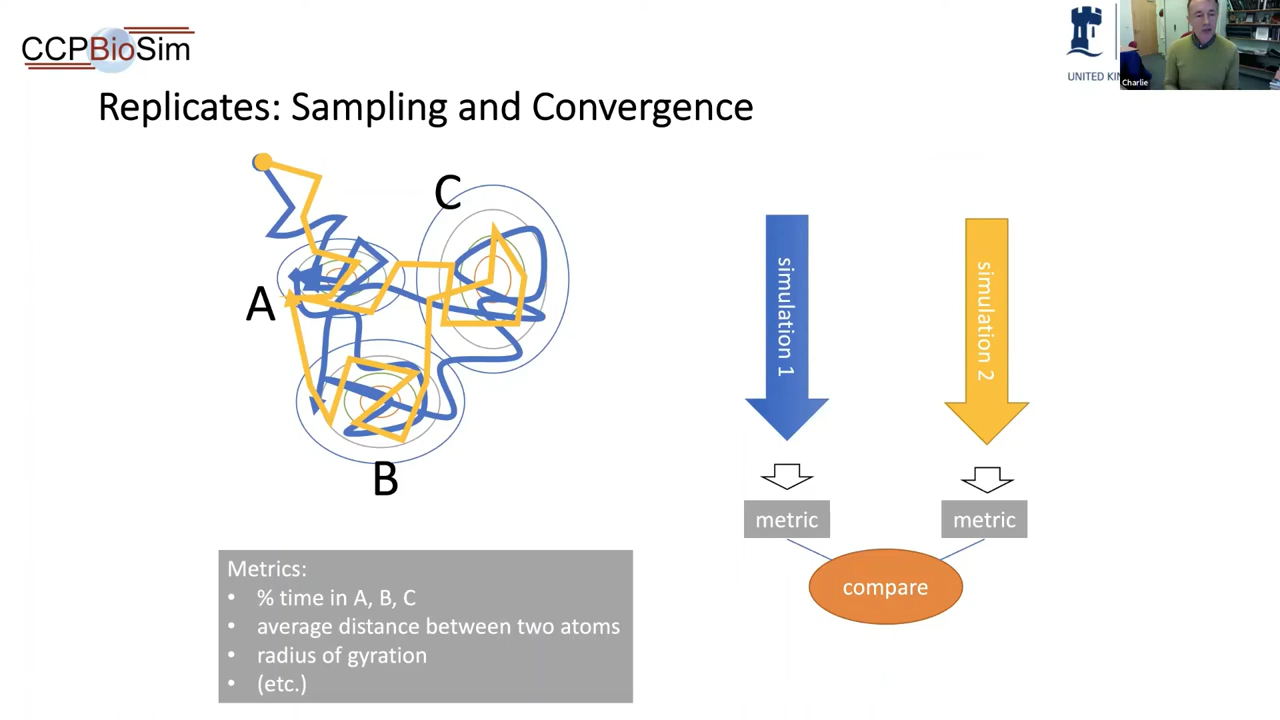 CCPBioSim
UNITED KIN
Charlie
Replicates: Sampling and Convergence
C
A
B
simulation 1
simulation 2
metric
metric
compare
Metrics:
• % time in A, B, C
• average distance between two atoms
• radius of gyration
• (etc.)